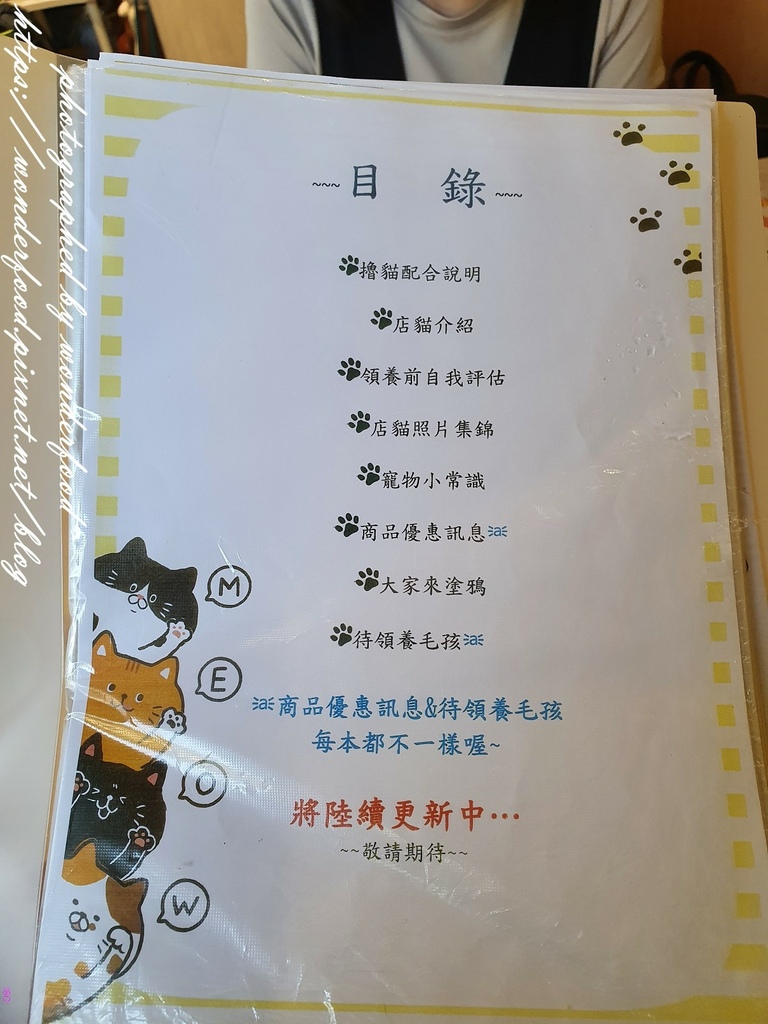 ~~~目 錄~~~
擼貓配合說明
店貓介紹
領養前自我評估
店貓照片集錦
寵物小常識
商品優惠訊息
大家來塗鴉
待領養毛孩
商品優惠訊息&待領養毛孩
每本都不一樣喔~
將陸續更新中…
~~敬請期待~~
M
E
O
W
photographed by wonderfood
https://wonderfood.pixnet.net/blog